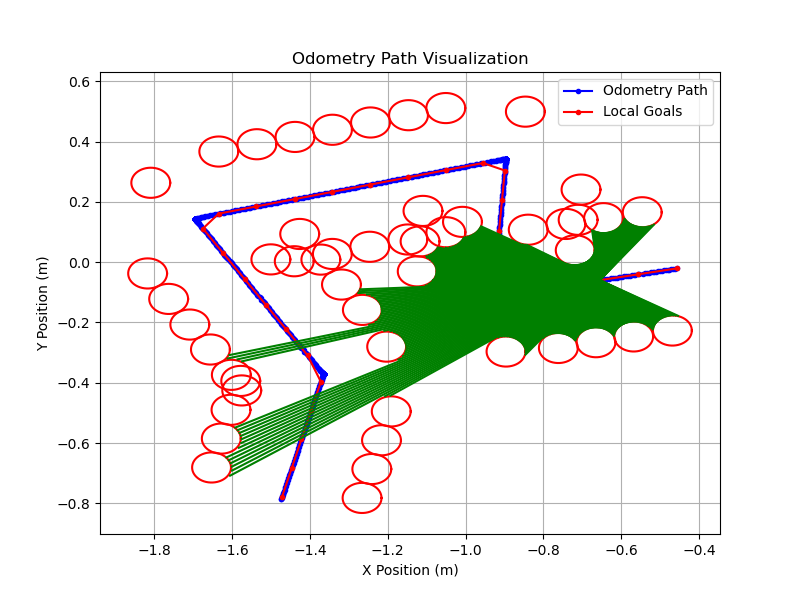 Odometry Path Visualization
Odometry Path
Local Goals
0.6
0.4
0.2
0.0
−0.2
−0.4
−0.6
−0.8
Y Position (m)
−1.8 −1.6 −1.4 −1.2 −1.0 −0.8 −0.6 −0.4
X Position (m)